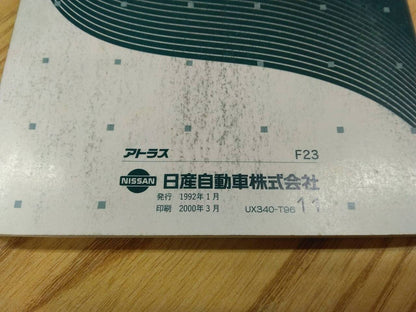 アトラス F23
NISSAN 日産自動車株式会社
発行 1992年1月
印刷 2000年3月 UX340-T96 11